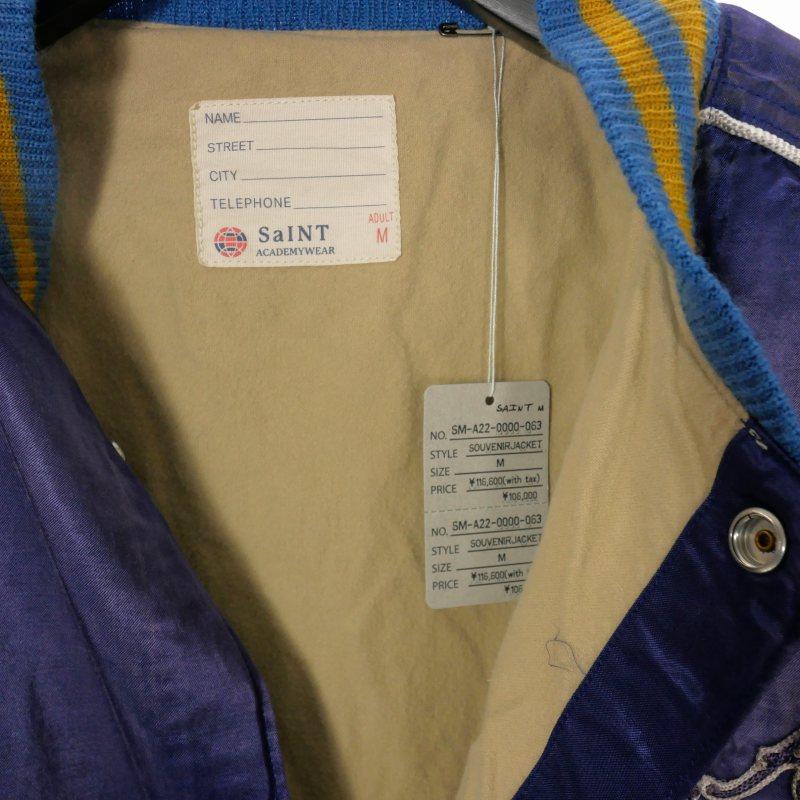 NAME
STREET
CITY
TELEPHONE
ADULT
M
SaINT
ACADEMYWEAR
SAINT M
NO. SM-A22-0000-063
STYLE SOUVENIRJACKET
SIZE M
PRICE ¥116,600(with tax)
¥106,000
NO. SM-A22-0000-063
STYLE SOUVENIRJACKET
SIZE M
PRICE ¥116,600(with
¥106